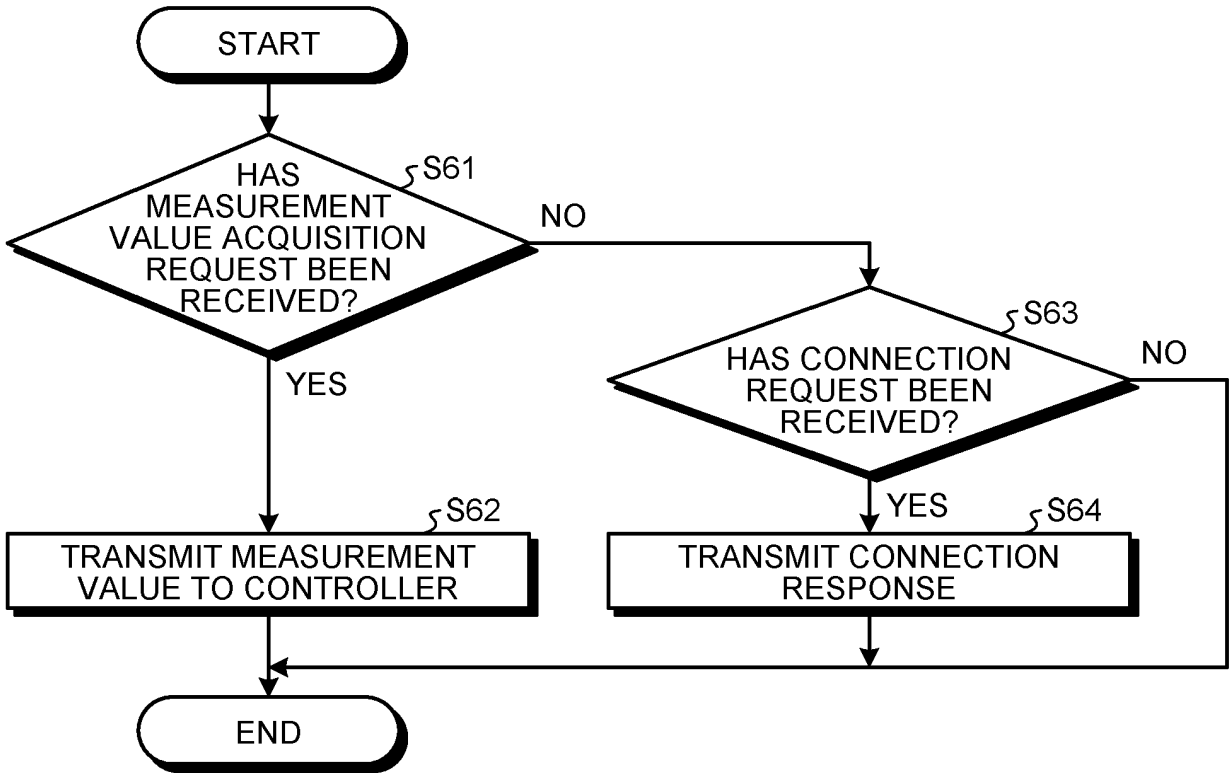 START
S61
HAS
MEASUREMENT
VALUE ACQUISITION
REQUEST BEEN
RECEIVED?
NO
YES
S63
HAS CONNECTION
REQUEST BEEN
RECEIVED?
NO
YES
S62
TRANSMIT MEASUREMENT
VALUE TO CONTROLLER
S64
TRANSMIT CONNECTION
RESPONSE
END